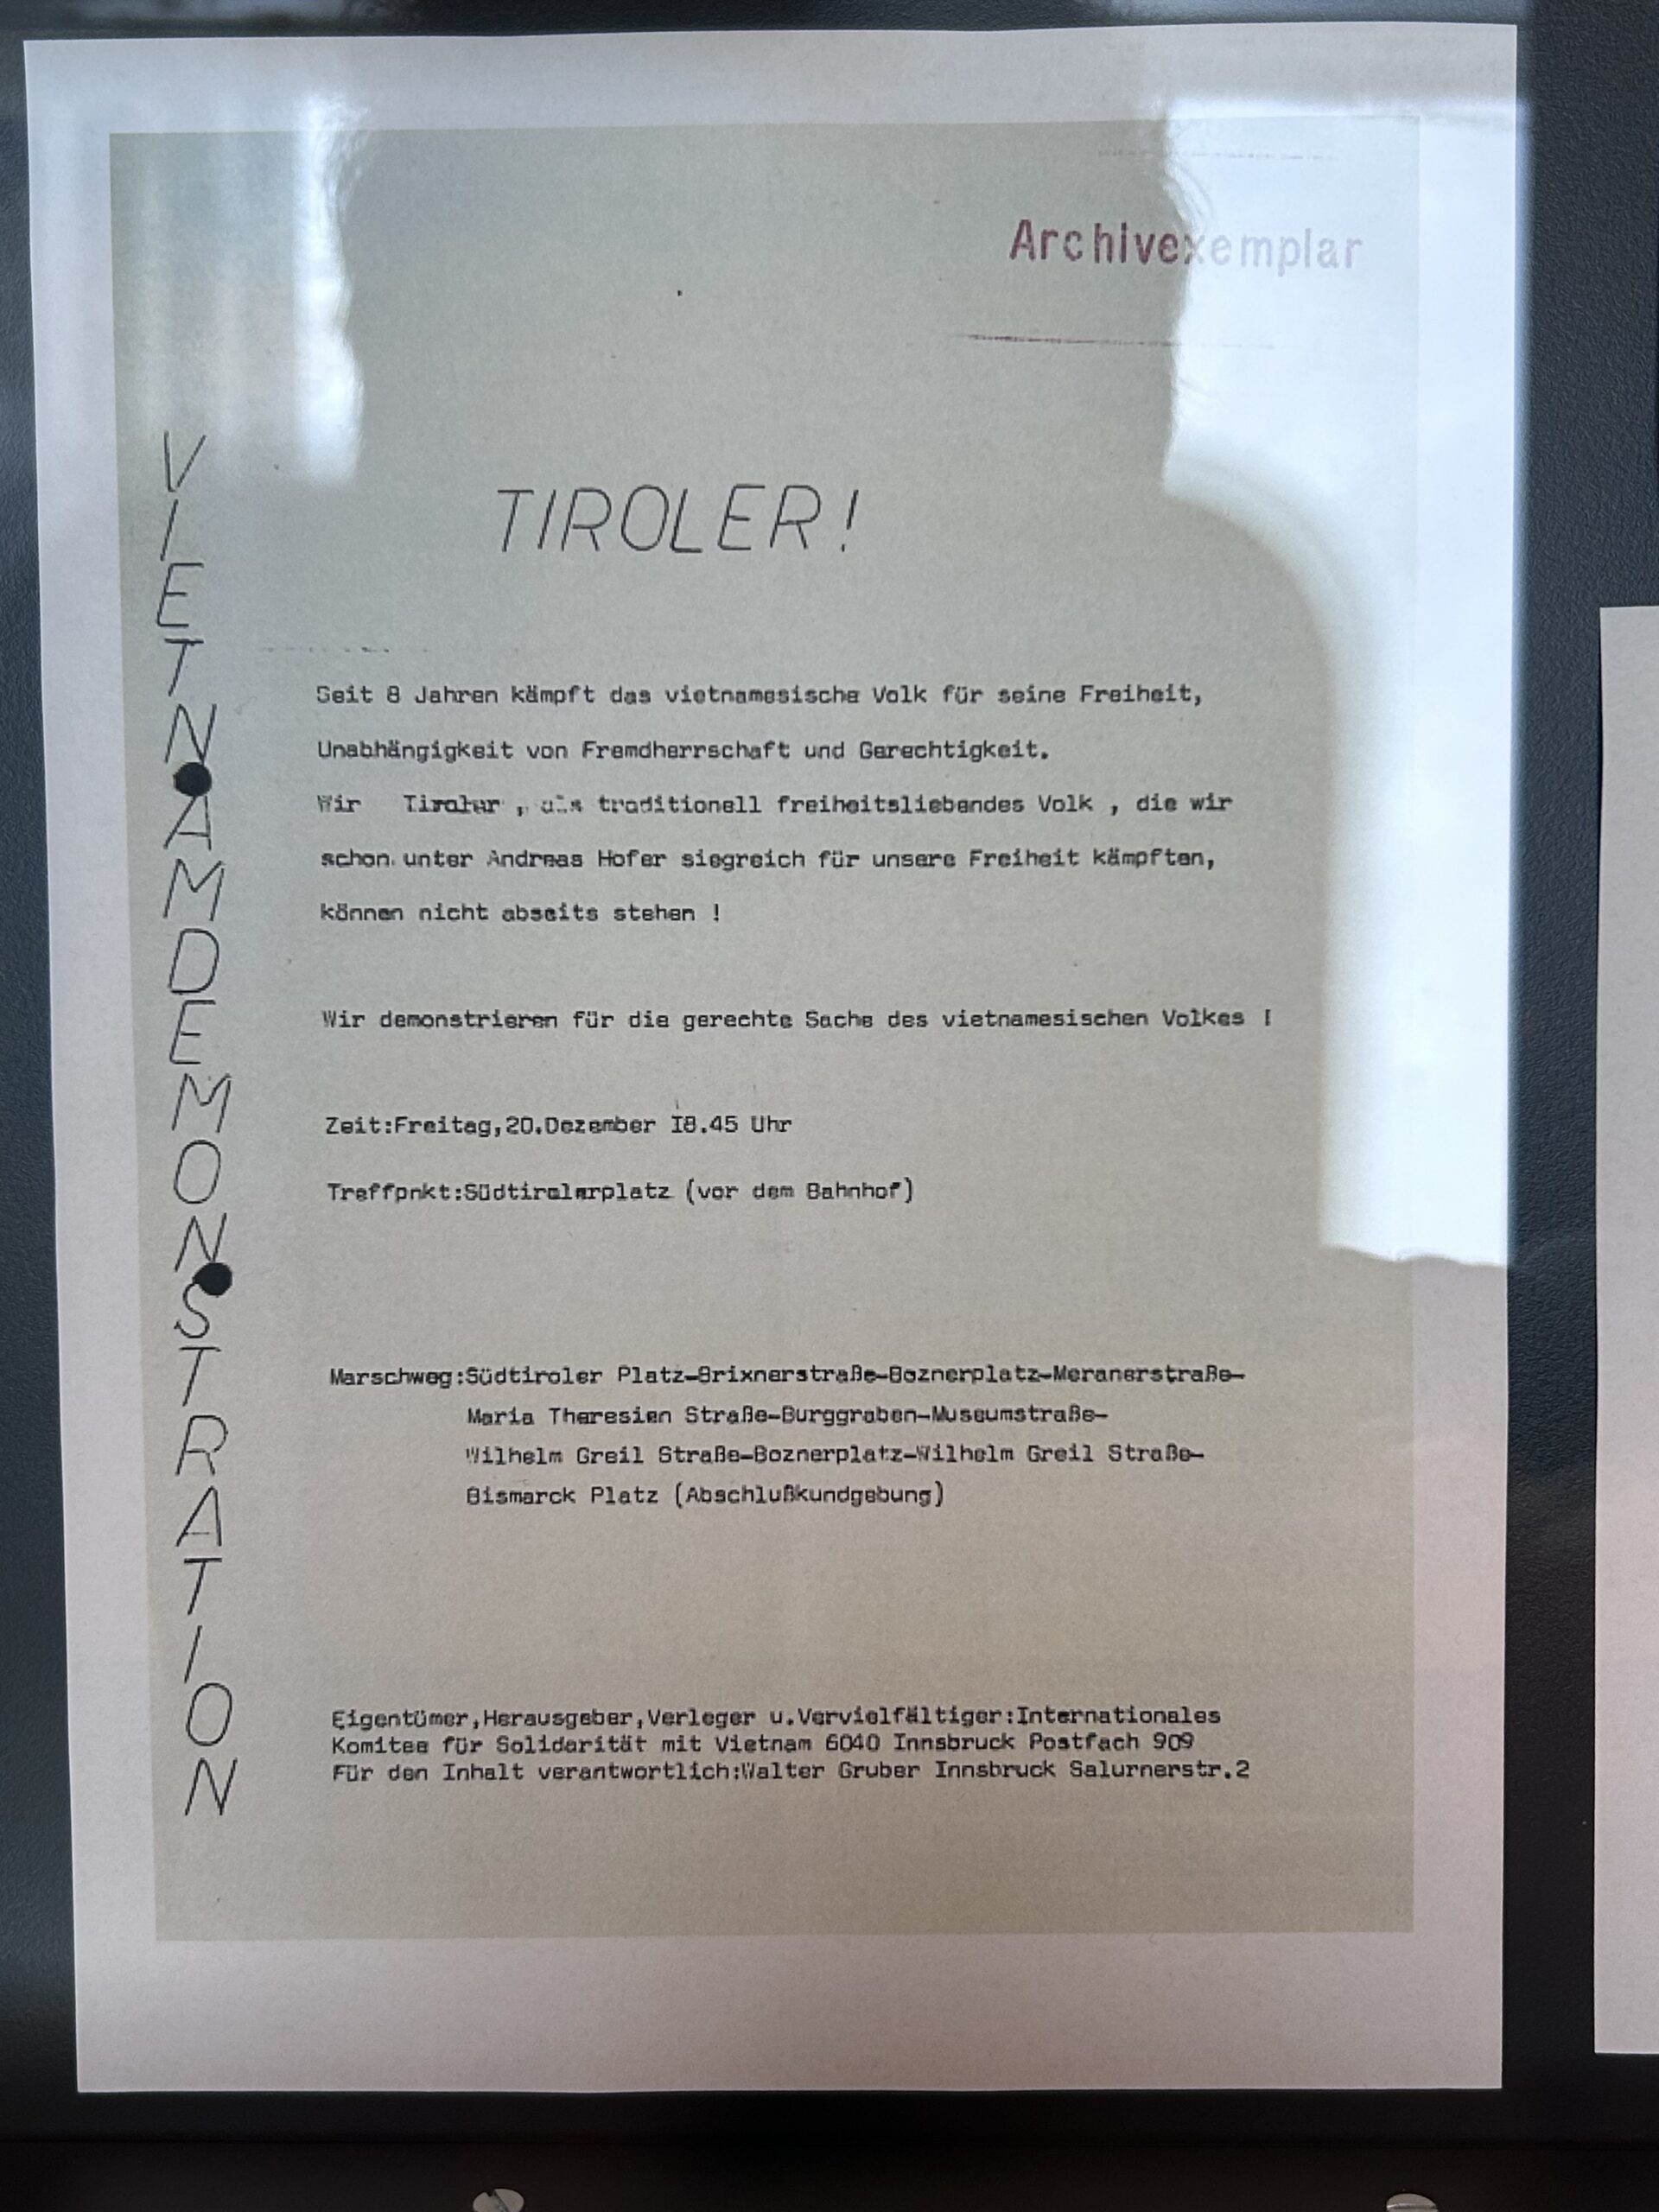 Archivexemplar
VIETNAMDEMONSTRATION
TIROLER!
Seit 8 Jahren kämpft das vietnamesische Volk für seine Freiheit,
Unabhängigkeit von Fremdherrschaft und Gerechtigkeit.
Wir Tiroler , als traditionell freiheitsliebendes Volk , die wir
schon unter Andreas Hofer siegreich für unsere Freiheit kämpften,
können nicht abseits stehen !
Wir demonstrieren für die gerechte Sache des vietnamesischen Volkes !
Zeit:Freitag,20.Dezember I8.45 Uhr
Treffpnkt:Südtirolerplatz (vor dem Bahnhof)
Marschweg:Südtiroler Platz-Brixnerstraße-Boznerplatz-Meranerstraße-
Maria Theresien Straße-Burggraben-Museumstraße-
Wilhelm Greil Straße-Boznerplatz-Wilhelm Greil Straße-
Bismarck Platz (Abschlußkundgebung)
Eigentümer,Herausgeber,Verleger u.Vervielfältiger:Internationales
Komitee für Solidarität mit Vietnam 6040 Innsbruck Postfach 909
Für den Inhalt verantwortlich:Walter Gruber Innsbruck Salurnerstr.2